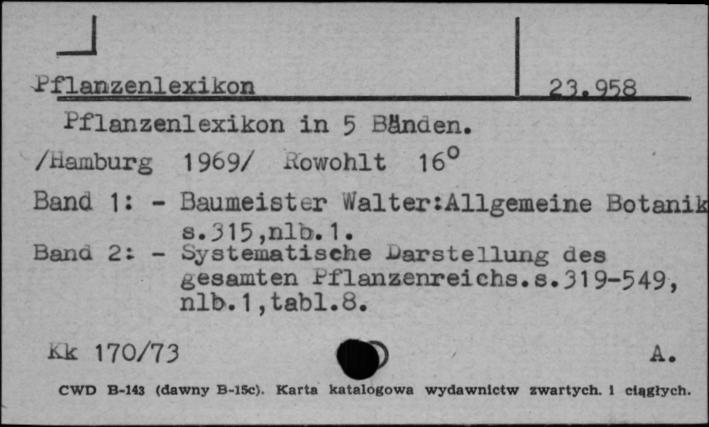 Pflanzenlexikon 23.958
Pflanzenlexikon in 5 Bänden.
/Hamburg 1969/ Rowohlt 16°
Band 1: - Baumeister Walter:Allgemeine Botanik
s.315,nlb.1.
Band 2: - Systematische Darstellung des
gesamten Pflanzenreichs.s.319-549,
nlb.1,tabl.8.
Kk 170/73 A.
CWD B-143 (dawny B-15c). Karta katalogowa wydawnictw zwartych. i ciągłych.